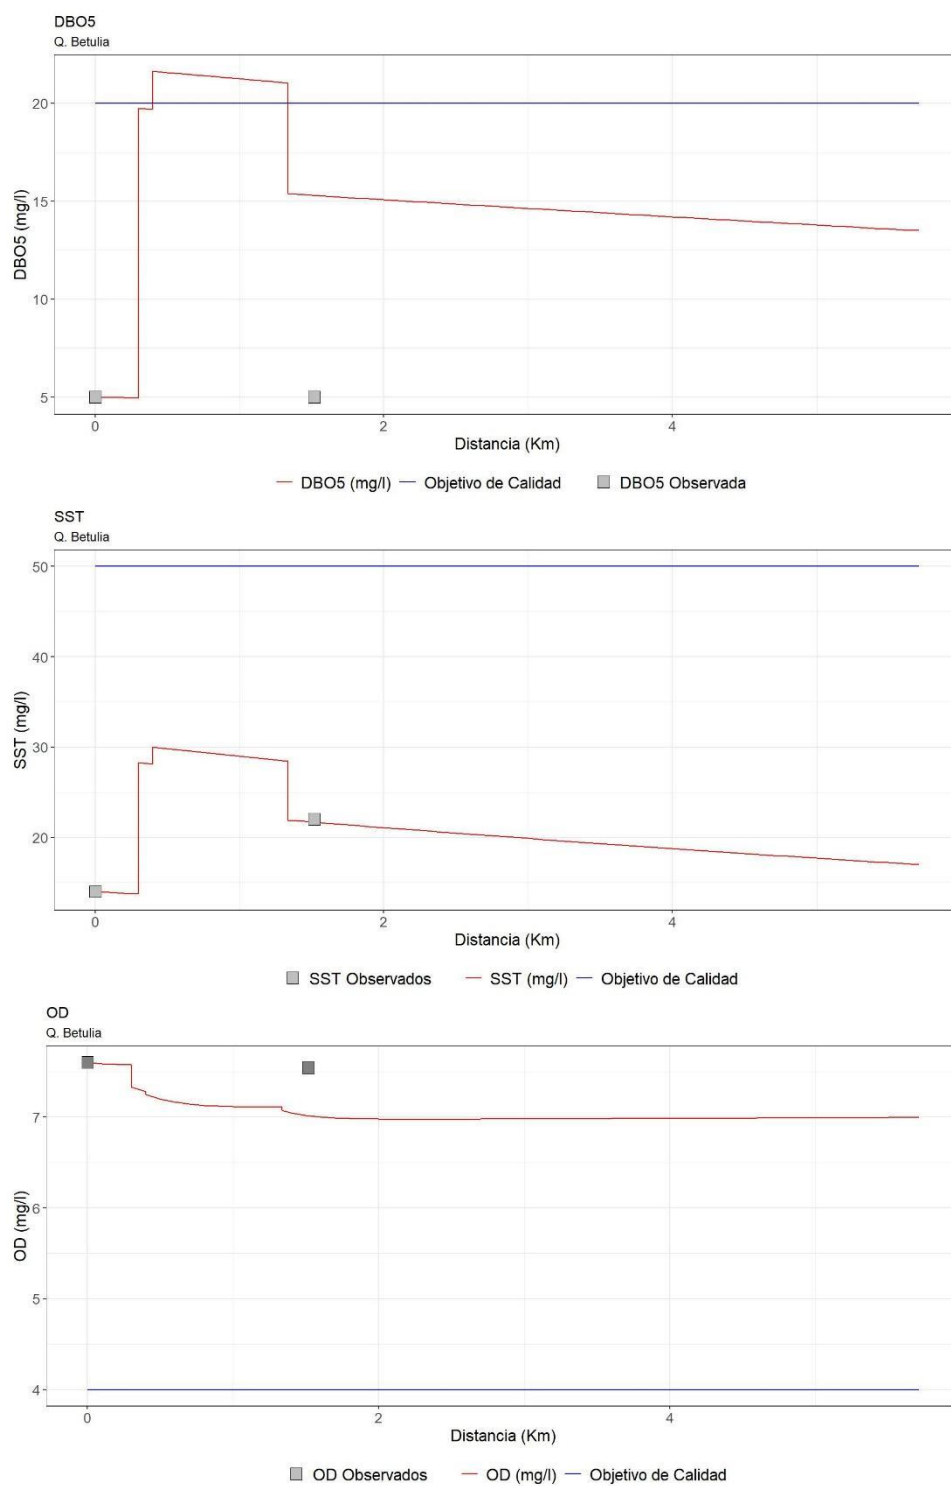 DBO5
Q. Betulia
20
15
10
5
DBO5 (mg/l)
0 2 4
Distancia (Km)
DBO5 (mg/l) Objetivo de Calidad DBO5 Observada
SST
Q. Betulia
50
40
30
20
SST (mg/l)
0 2 4
Distancia (Km)
SST Observados SST (mg/l) Objetivo de Calidad
OD
Q. Betulia
7
6
5
4
OD (mg/l)
0 2 4
Distancia (Km)
OD Observados OD (mg/l) Objetivo de Calidad